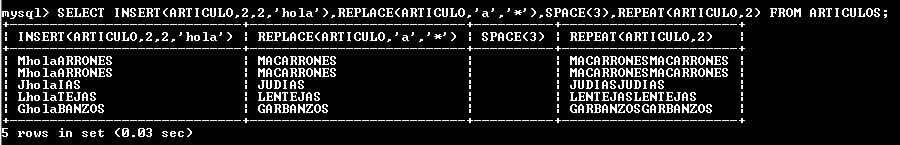 mysql> SELECT INSERT(ARTICULO,2,2,'hola'),REPLACE(ARTICULO,'a','*'),SPACE(3),REPEAT(ARTICULO,2) FROM ARTICULOS;
INSERT(ARTICULO,2,2,'hola') | REPLACE(ARTICULO,'a','*') | SPACE(3) | REPEAT(ARTICULO,2)
MholaARRONES | MACARRONES | | MACARRONESMACARRONES
MholaARRONES | MACARRONES | | MACARRONESMACARRONES
JholaIAS | JUDIAS | | JUDIASJUDIAS
LholaTEJAS | LENTEJAS | | LENTEJASLENTEJAS
GholaBANZOS | GARBANZOS | | GARBANZOSGARBANZOS
5 rows in set (0.03 sec)